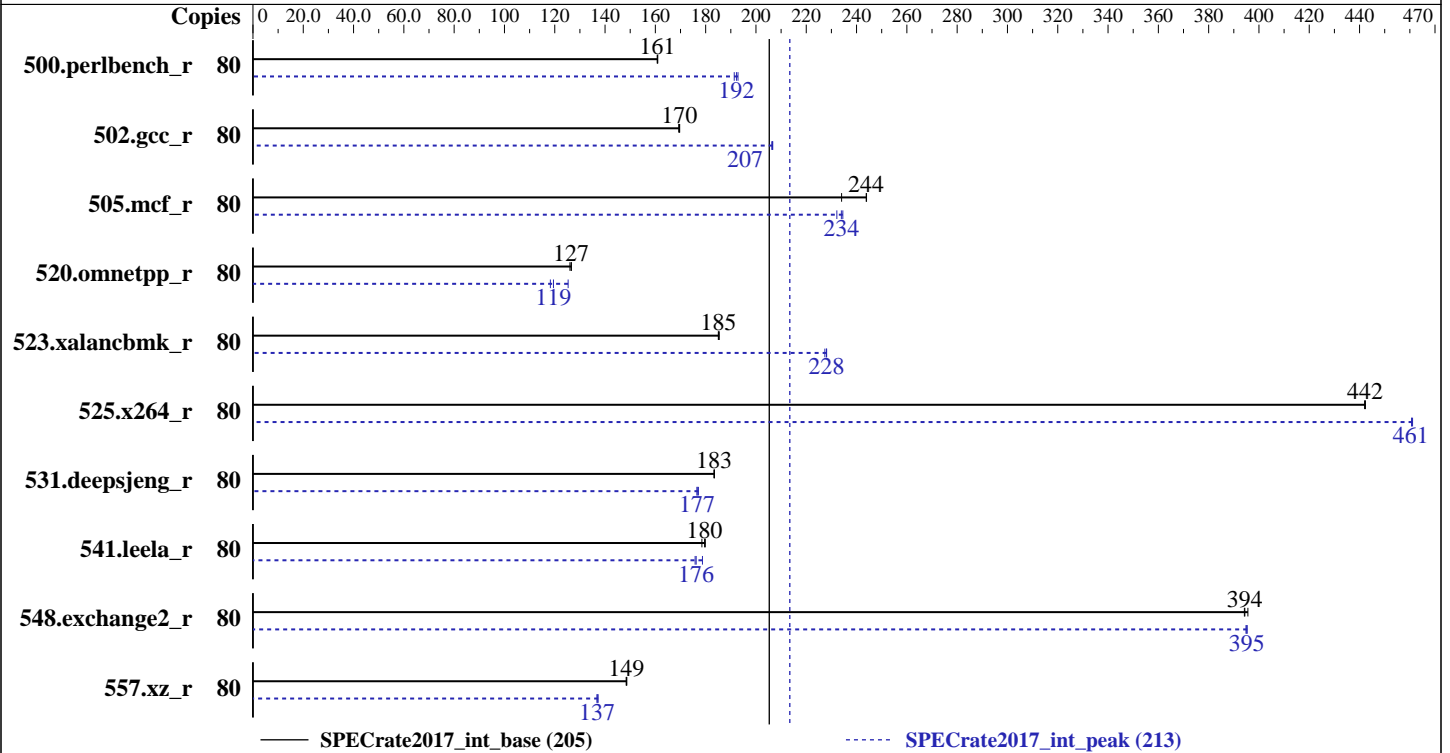 Copies 0 20.0 40.0 60.0 80.0 100 120 140 160 180 200 220 240 260 280 300 320 340 360 380 400 420 440 470
161
500.perlbench_r 80
192
170
502.gcc_r 80
207
244
505.mcf_r 80
234
127
520.omnetpp_r 80
119
185
523.xalancbmk_r 80
228
442
525.x264_r 80
461
183
531.deepsjeng_r 80
177
180
541.leela_r 80
176
394
548.exchange2_r 80
395
149
557.xz_r 80
137
SPECrate2017_int_base (205) SPECrate2017_int_peak (213)